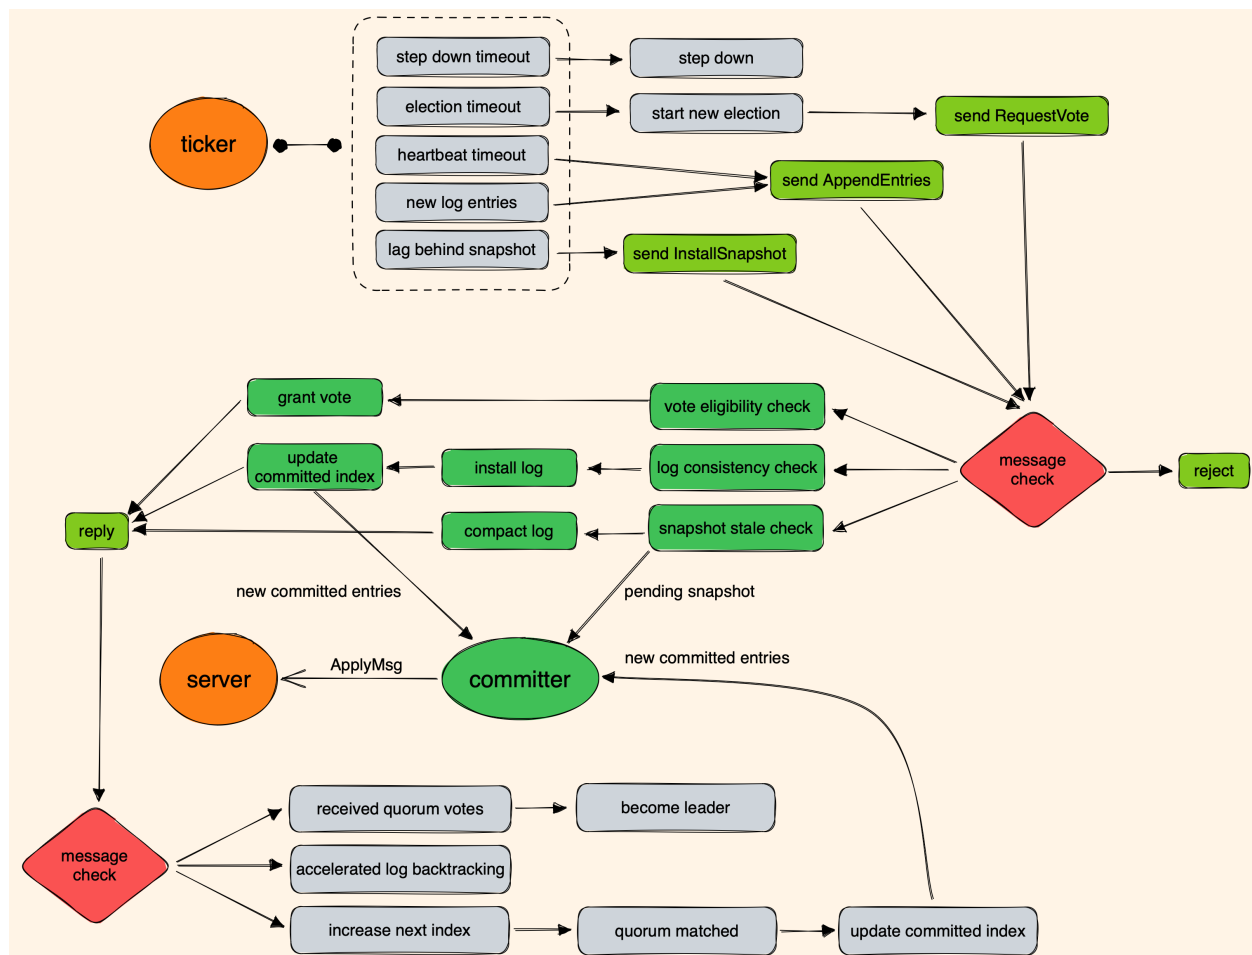 step down timeout
step down
election timeout
start new election
send RequestVote
ticker
heartbeat timeout
send AppendEntries
new log entries
lag behind snapshot
send InstallSnapshot
grant vote
vote eligibility check
update
committed index
install log
log consistency check
message
check
reject
reply
compact log
snapshot stale check
new committed entries
pending snapshot
server
ApplyMsg
committer
new committed entries
received quorum votes
become leader
message
check
accelerated log backtracking
increase next index
quorum matched
update committed index